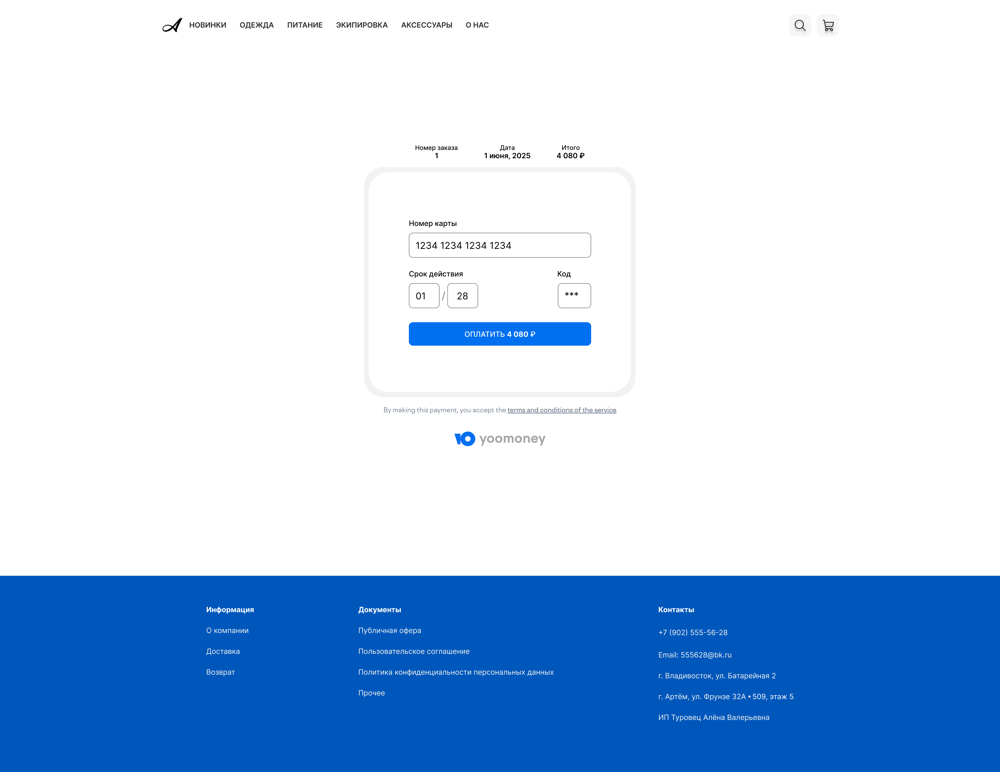 A НОВИНКИ ОДЕЖДА ПИТАНИЕ ЭКИПИРОВКА АКСЕССУАРЫ О НАС
Номер заказа Дата Итого
1 1 июня, 2025 4 080 ₽
Номер карты
1234 1234 1234 1234
Срок действия Код
01 / 28 ***
ОПЛАТИТЬ 4 080 ₽
By making this payment, you accept the terms and conditions of the service
yoomoney
Информация
О компании
Доставка
Возврат
Документы
Публичная офера
Пользовательское соглашение
Политика конфиденциальности персональных данных
Прочее
Контакты
+7 (902) 555-56-28
Email: 555628@bk.ru
г. Владивосток, ул. Батарейная 2
г. Артём, ул. Фрунзе 32А • 509, этаж 5
ИП Туровец Алёна Валерьевна